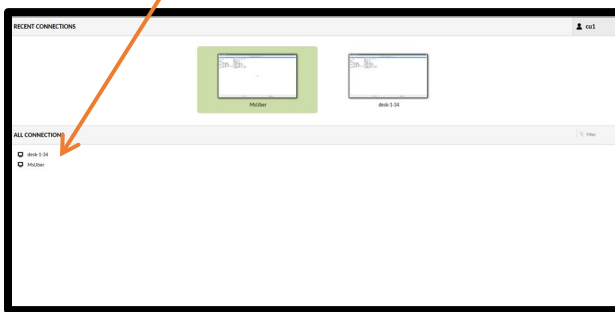 RECENT CONNECTIONS
cu1
MsUber
desk-1-34
ALL CONNECTIONS
Filter
desk-1-34
MsUber